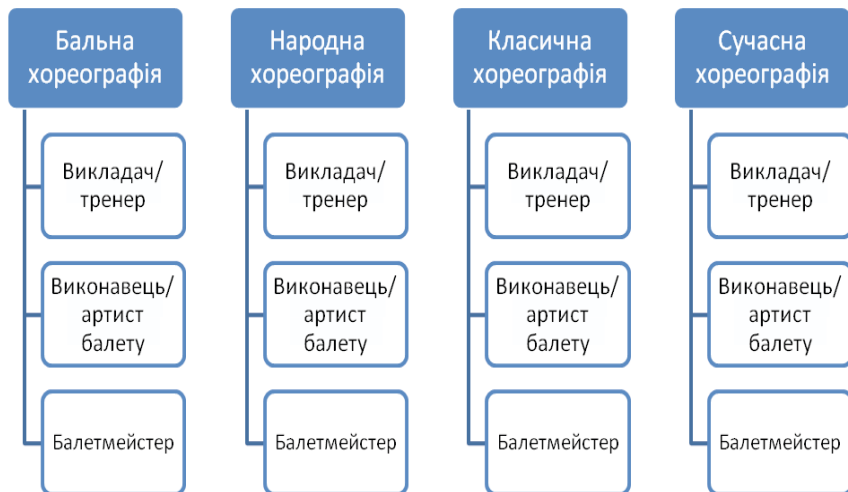 Бальна
хореографія
Викладач/
тренер
Виконавець/
артист
балету
Балетмейстер
Народна
хореографія
Викладач/
тренер
Виконавець/
артист
балету
Балетмейстер
Класична
хореографія
Викладач/
тренер
Виконавець/
артист
балету
Балетмейстер
Сучасна
хореографія
Викладач/
тренер
Виконавець/
артист
балету
Балетмейстер